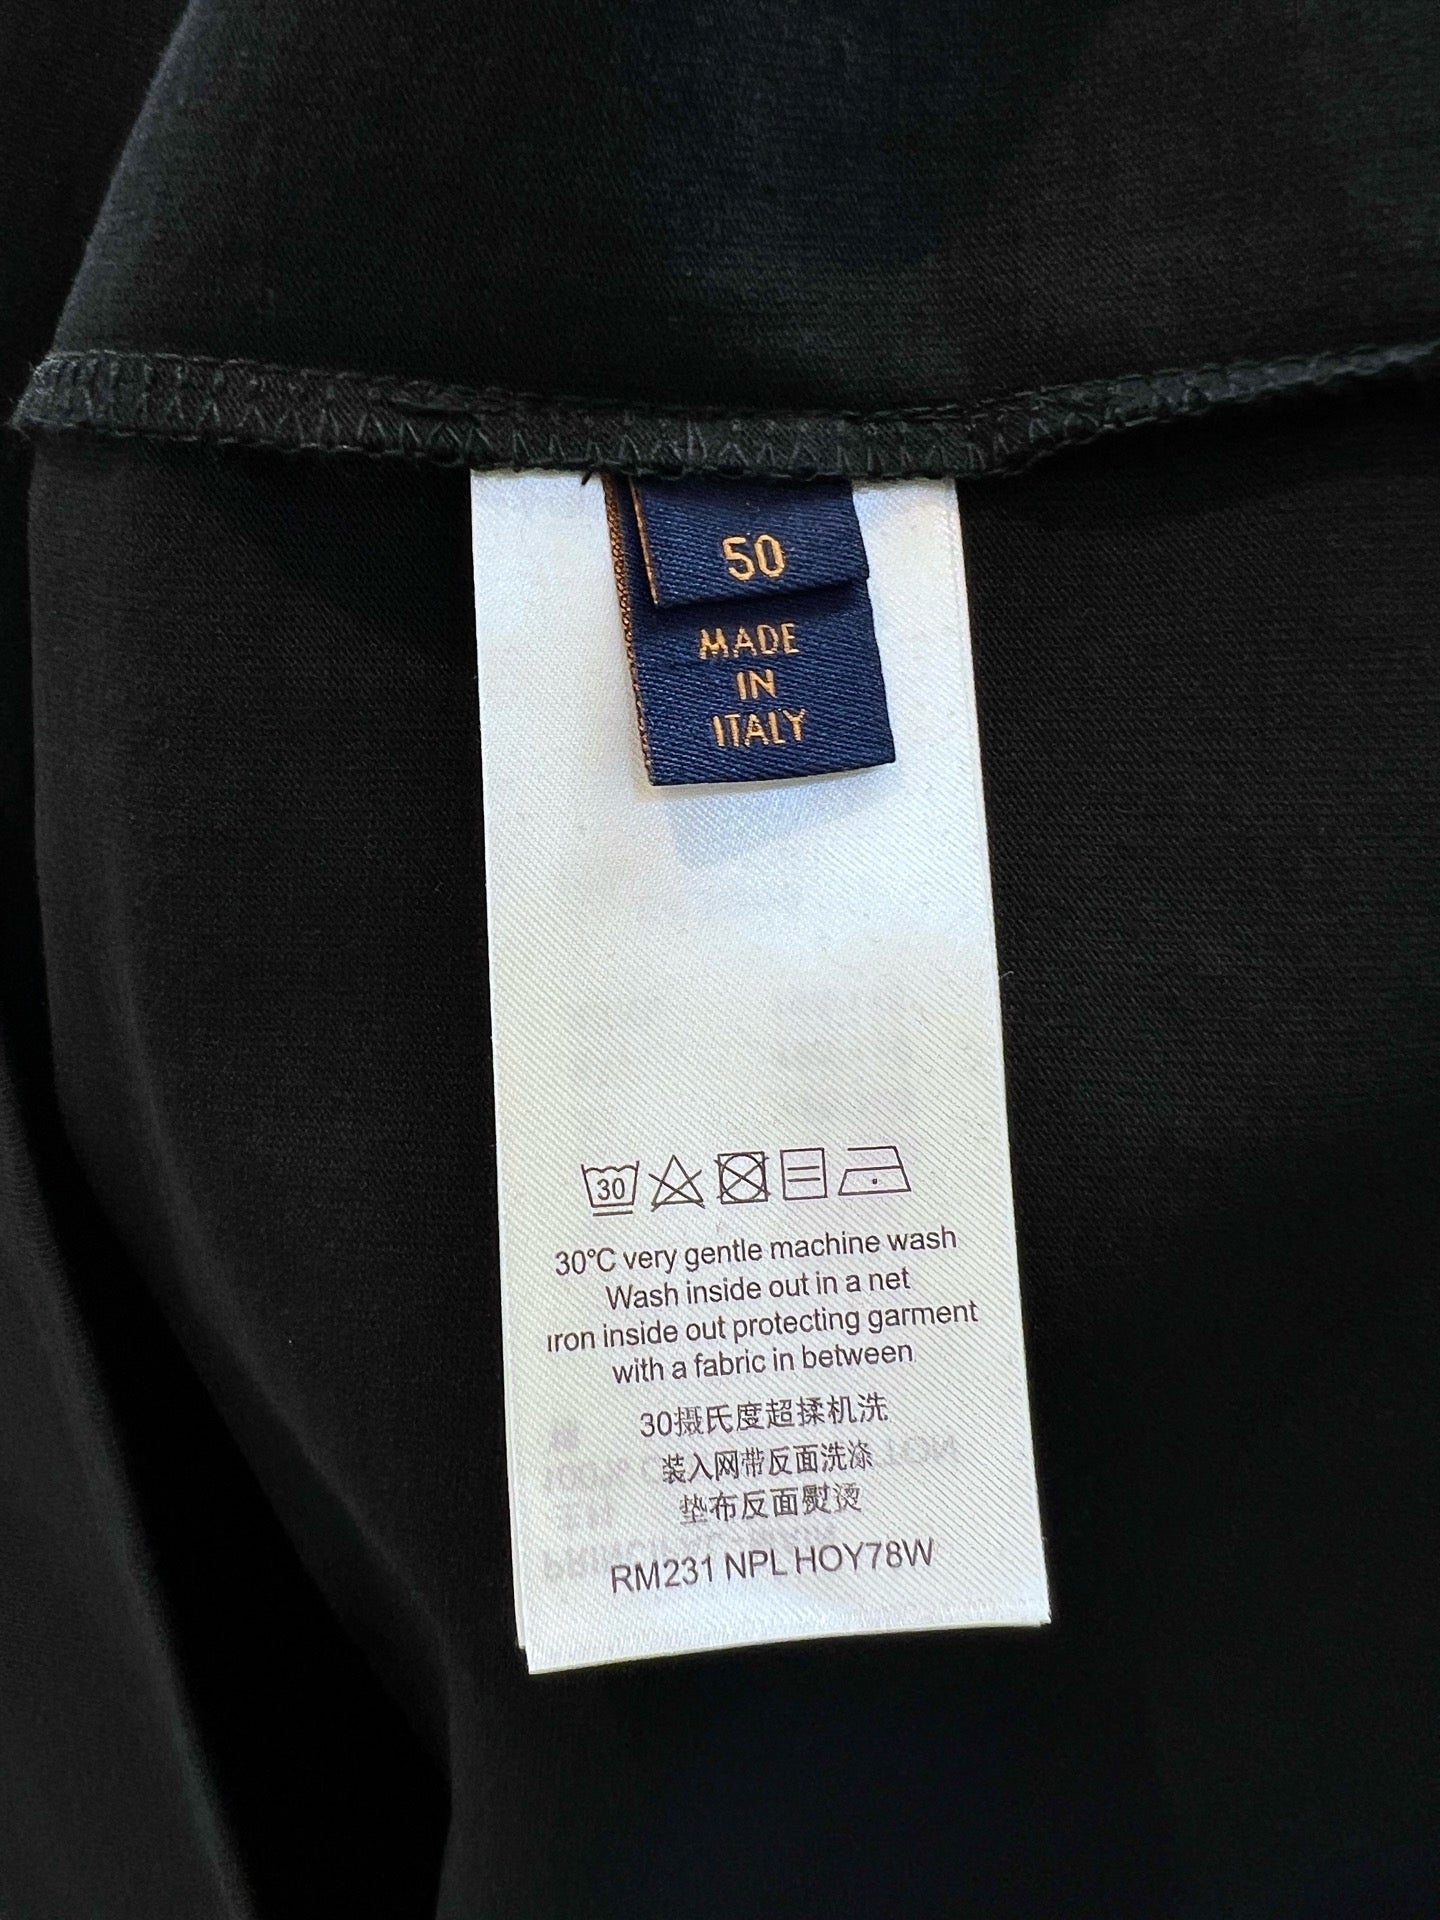 50
MADE
IN
ITALY
30
30°C very gentle machine wash
Wash inside out in a net
Iron inside out protecting garment
with a fabric in between
30摄氏度超揉机洗
装入网带反面洗涤
垫布反面熨烫
RM231 NPL HOY78W